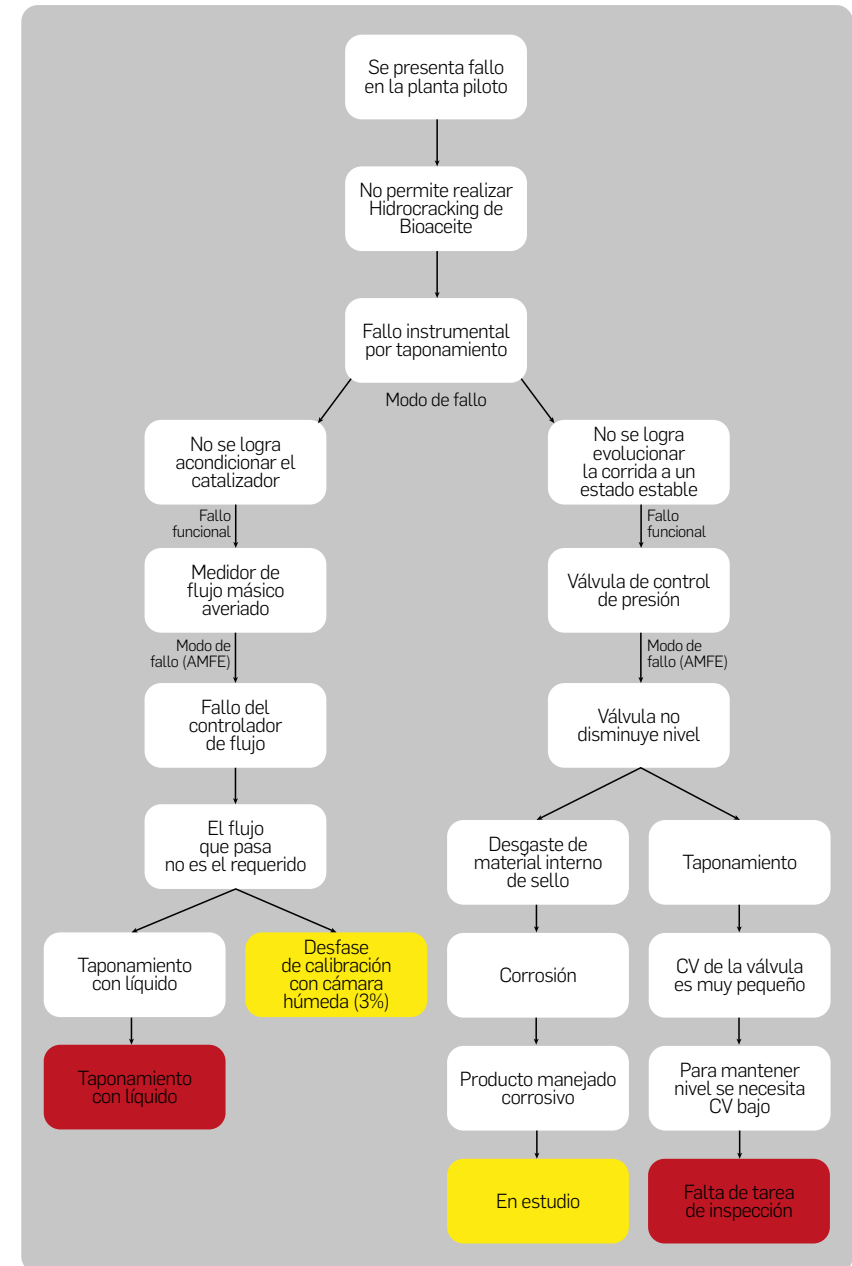 Se presenta fallo
en la planta piloto
No permite realizar
Hidrocracking de
Bioaceite
Fallo instrumental
por taponamiento
Modo de fallo
No se logra
acondicionar el
catalizador
No se logra
evolucionar
la corrida a un
estado estable
Fallo
funcional
Fallo
funcional
Medidor de
flujo másico
averiado
Válvula de control
de presión
Modo de
fallo (AMFE)
Modo de
fallo (AMFE)
Fallo del
controlador
de flujo
Válvula no
disminuye nivel
El flujo
que pasa
no es el requerido
Desgaste de
material interno
de sello
Taponamiento
Taponamiento
con líquido
Desfase
de calibración
con cámara
húmeda (3%)
Corrosión
CV de la válvula
es muy pequeño
Taponamiento
con líquido
Producto manejado
corrosivo
Para mantener
nivel se necesita
CV bajo
En estudio
Falta de tarea
de inspección